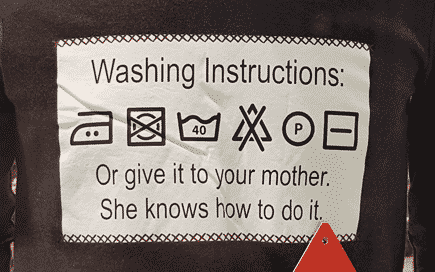 Washing Instructions:
40 P
Or give it to your mother.
She knows how to do it.